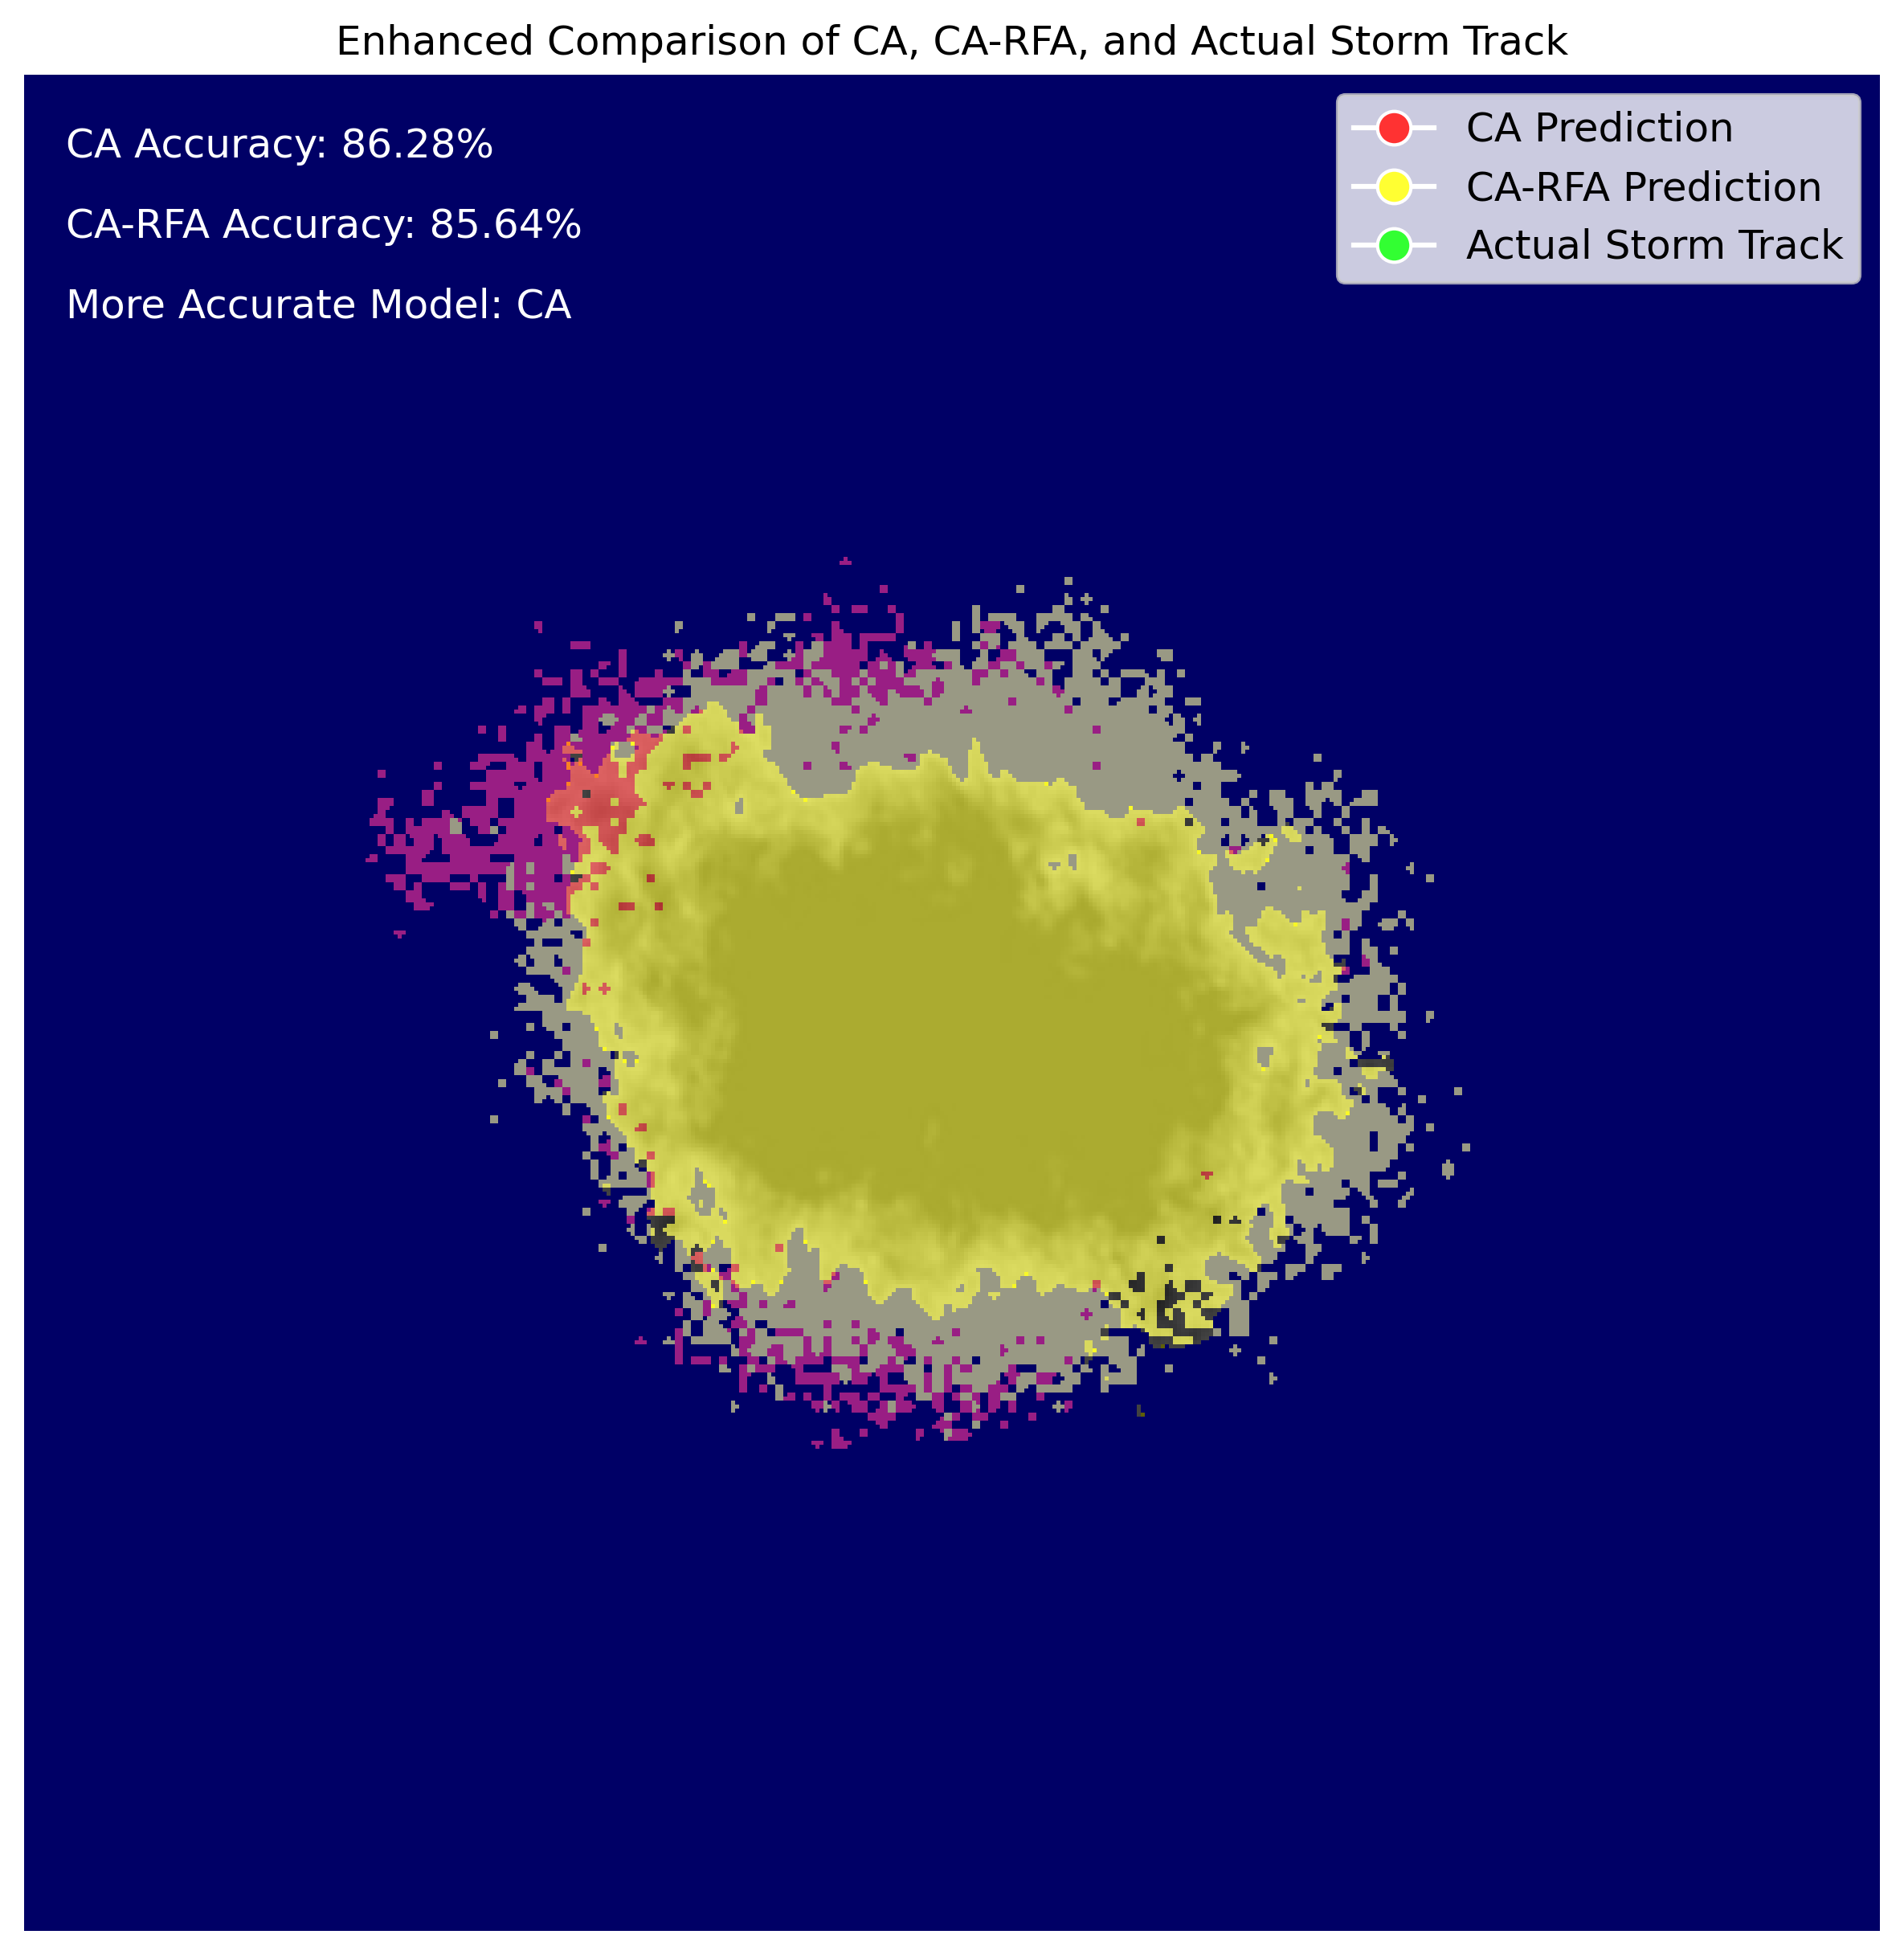 Enhanced Comparison of CA, CA-RFA, and Actual Storm Track
CA Accuracy: 86.28%
CA-RFA Accuracy: 85.64%
More Accurate Model: CA
CA Prediction
CA-RFA Prediction
Actual Storm Track